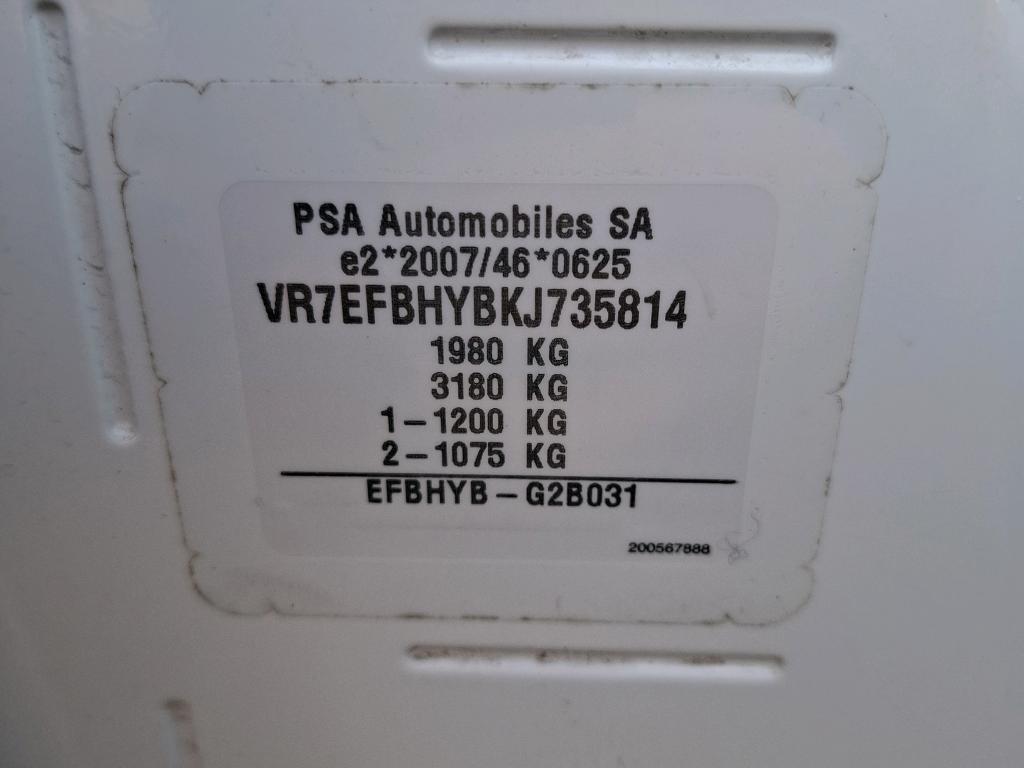 PSA Automobiles SA
e2*2007/46*0625
VR7EFBHYBKJ735814
1980 KG
3180 KG
1-1200 KG
2-1075 KG
EFBHYB-G2B031
200567888